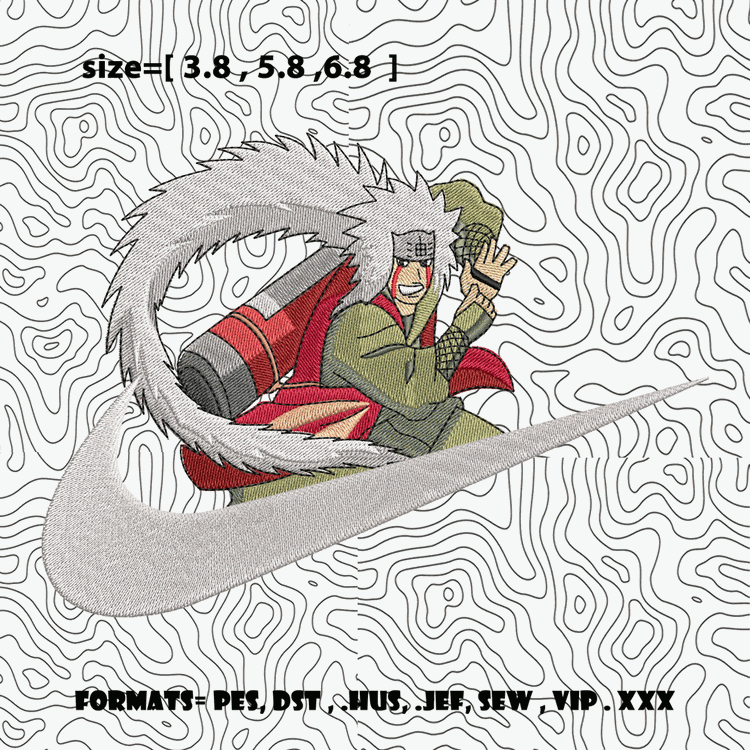 size=[ 3.8 , 5.8 ,6.8  ]
FORMATS= PES, DST , .HUS, .JEF, SEW , VIP . XXX